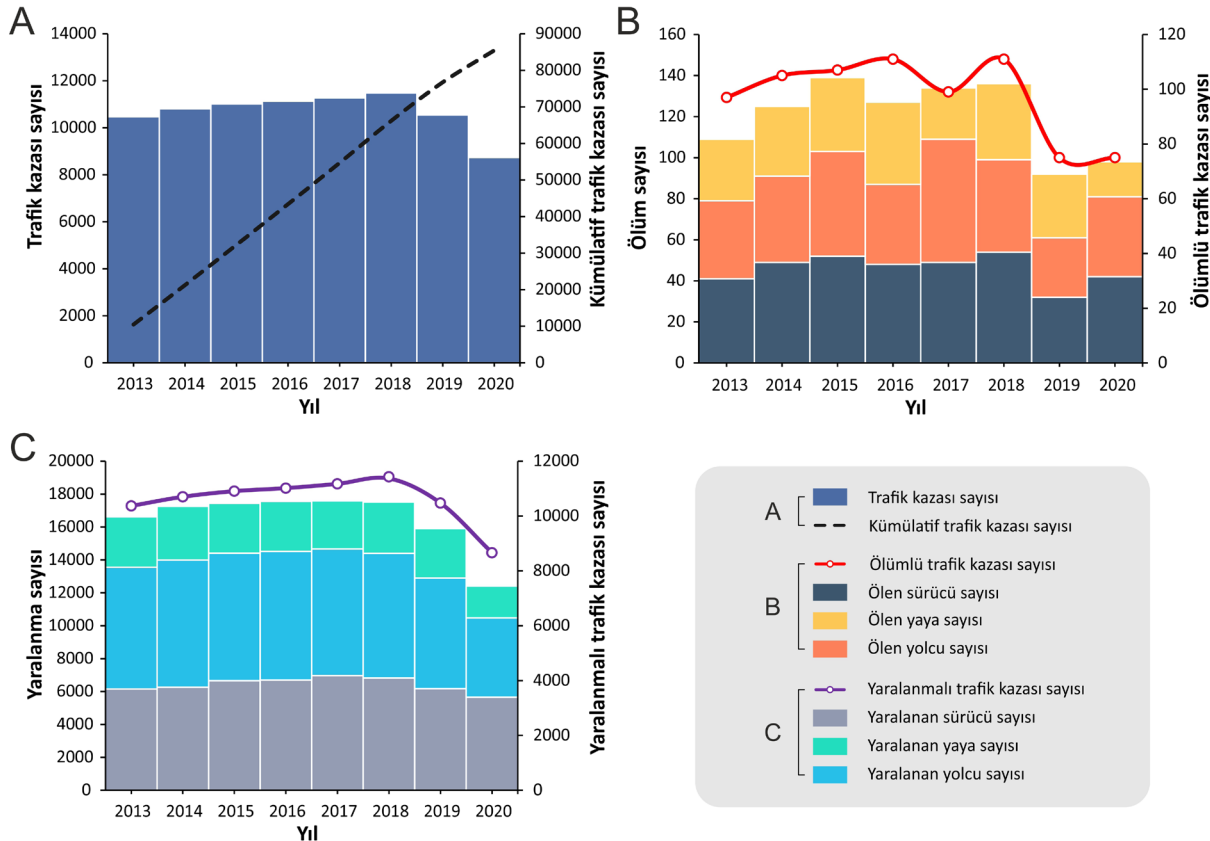 A
Trafik kazası sayısı
14000
12000
10000
8000
6000
4000
2000
0
2013 2014 2015 2016 2017 2018 2019 2020
Yıl
90000
80000
70000
60000
50000
40000
30000
20000
10000
0
Kümülatif trafik kazası sayısı
B
Ölüm sayısı
160
140
120
100
80
60
40
20
0
2013 2014 2015 2016 2017 2018 2019 2020
Yıl
120
100
80
60
40
20
0
Ölümlü trafik kazası sayısı
C
Yaralanma sayısı
20000
18000
16000
14000
12000
10000
8000
6000
4000
2000
0
2013 2014 2015 2016 2017 2018 2019 2020
Yıl
12000
10000
8000
6000
4000
2000
0
Yaralanmalı trafik kazası sayısı
A
Trafik kazası sayısı
Kümülatif trafik kazası sayısı
B
Ölümlü trafik kazası sayısı
Ölen sürücü sayısı
Ölen yaya sayısı
Ölen yolcu sayısı
C
Yaralanmalı trafik kazası sayısı
Yaralanan sürücü sayısı
Yaralanan yaya sayısı
Yaralanan yolcu sayısı